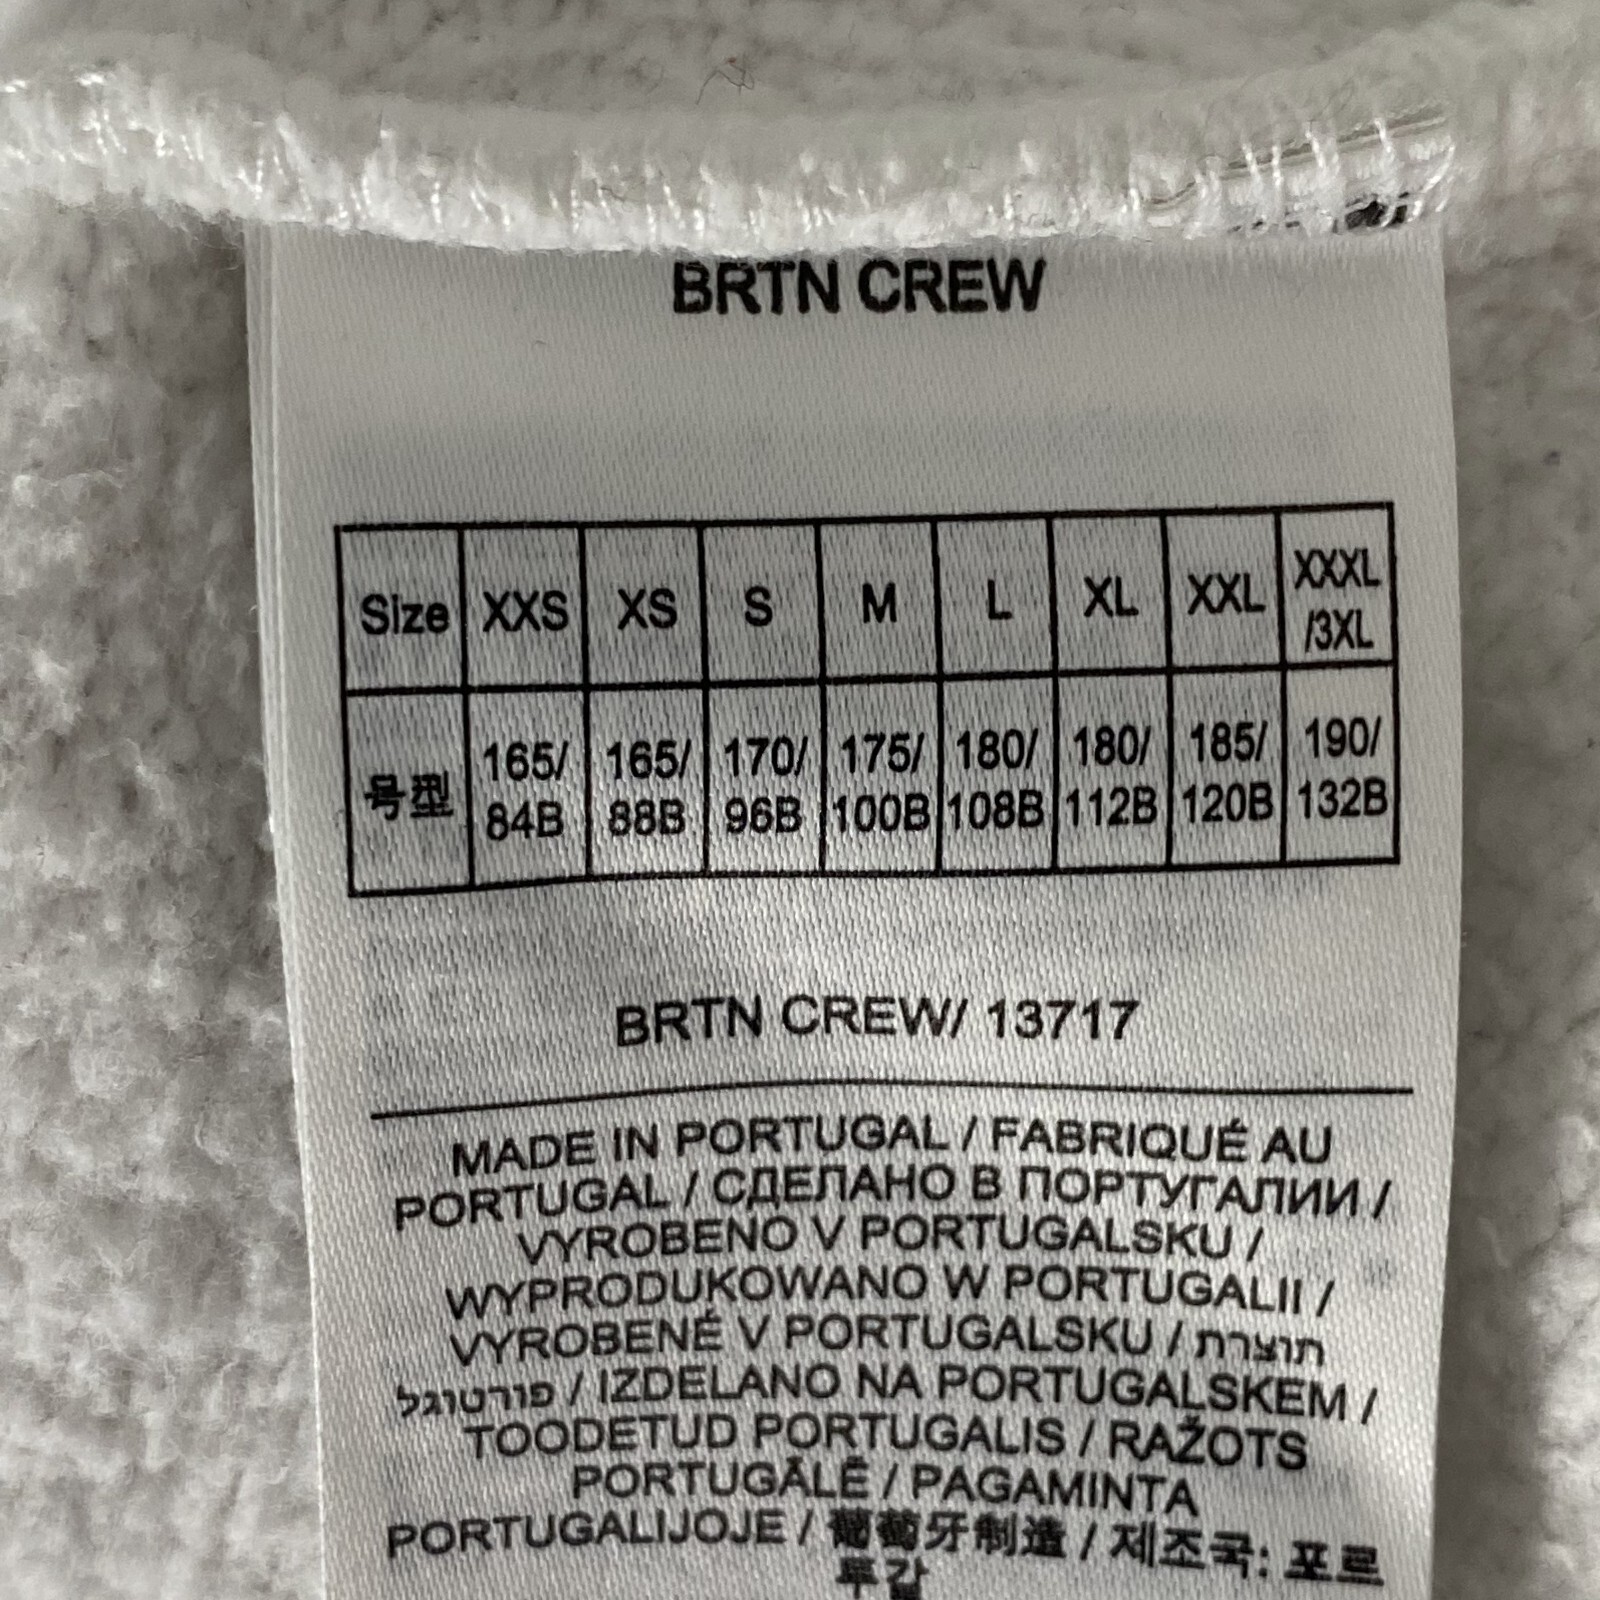 BRTN CREW
Size XXS XS S M L XL XXL XXXL/3XL
号型 165/84B 165/88B 170/96B 175/100B 180/108B 180/112B 185/120B 190/132B
BRTN CREW/ 13717
MADE IN PORTUGAL / FABRIQUÉ AU
PORTUGAL / СДЕЛАНО В ПОРТУГАЛИИ /
VYROBENO V PORTUGALSKU /
WYPRODUKOWANO W PORTUGALII /
VYROBENÉ V PORTUGALSKU / תוצרת
פורטוגל / IZDELANO NA PORTUGALSKEM /
TOODETUD PORTUGALIS / RAŽOTS
PORTUGĀLĒ / PAGAMINTA
PORTUGALIJOJE / 葡萄牙制造 / 제조국: 포르
투갈